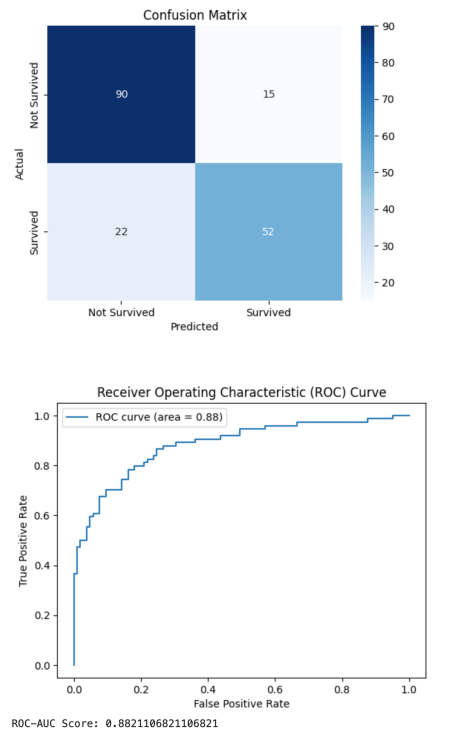 Confusion Matrix
Not Survived
90
15
Actual
Survived
22
52
Not Survived
Survived
Predicted
90
80
70
60
50
40
30
20
Receiver Operating Characteristic (ROC) Curve
ROC curve (area = 0.88)
True Positive Rate
1.0
0.8
0.6
0.4
0.2
0.0
0.0 0.2 0.4 0.6 0.8 1.0
False Positive Rate
ROC-AUC Score: 0.8821106821106821